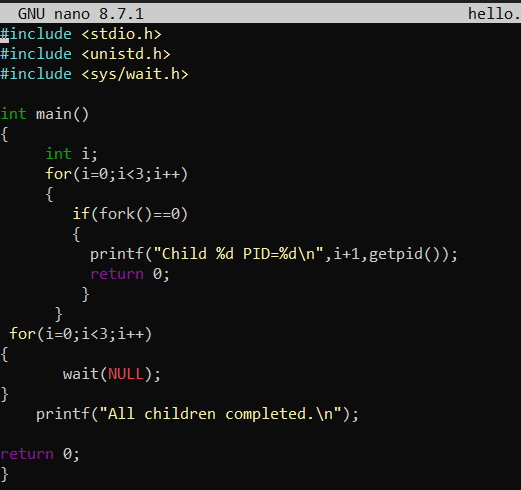 GNU nano 8.7.1 hello.
#include <stdio.h>
#include <unistd.h>
#include <sys/wait.h>

int main()
{
     int i;
     for(i=0;i<3;i++)
     {
        if(fork()==0)
        {
          printf("Child %d PID=%d\n",i+1,getpid());
          return 0;
         }
      }
 for(i=0;i<3;i++)
{
       wait(NULL);
}
    printf("All children completed.\n");

return 0;
}